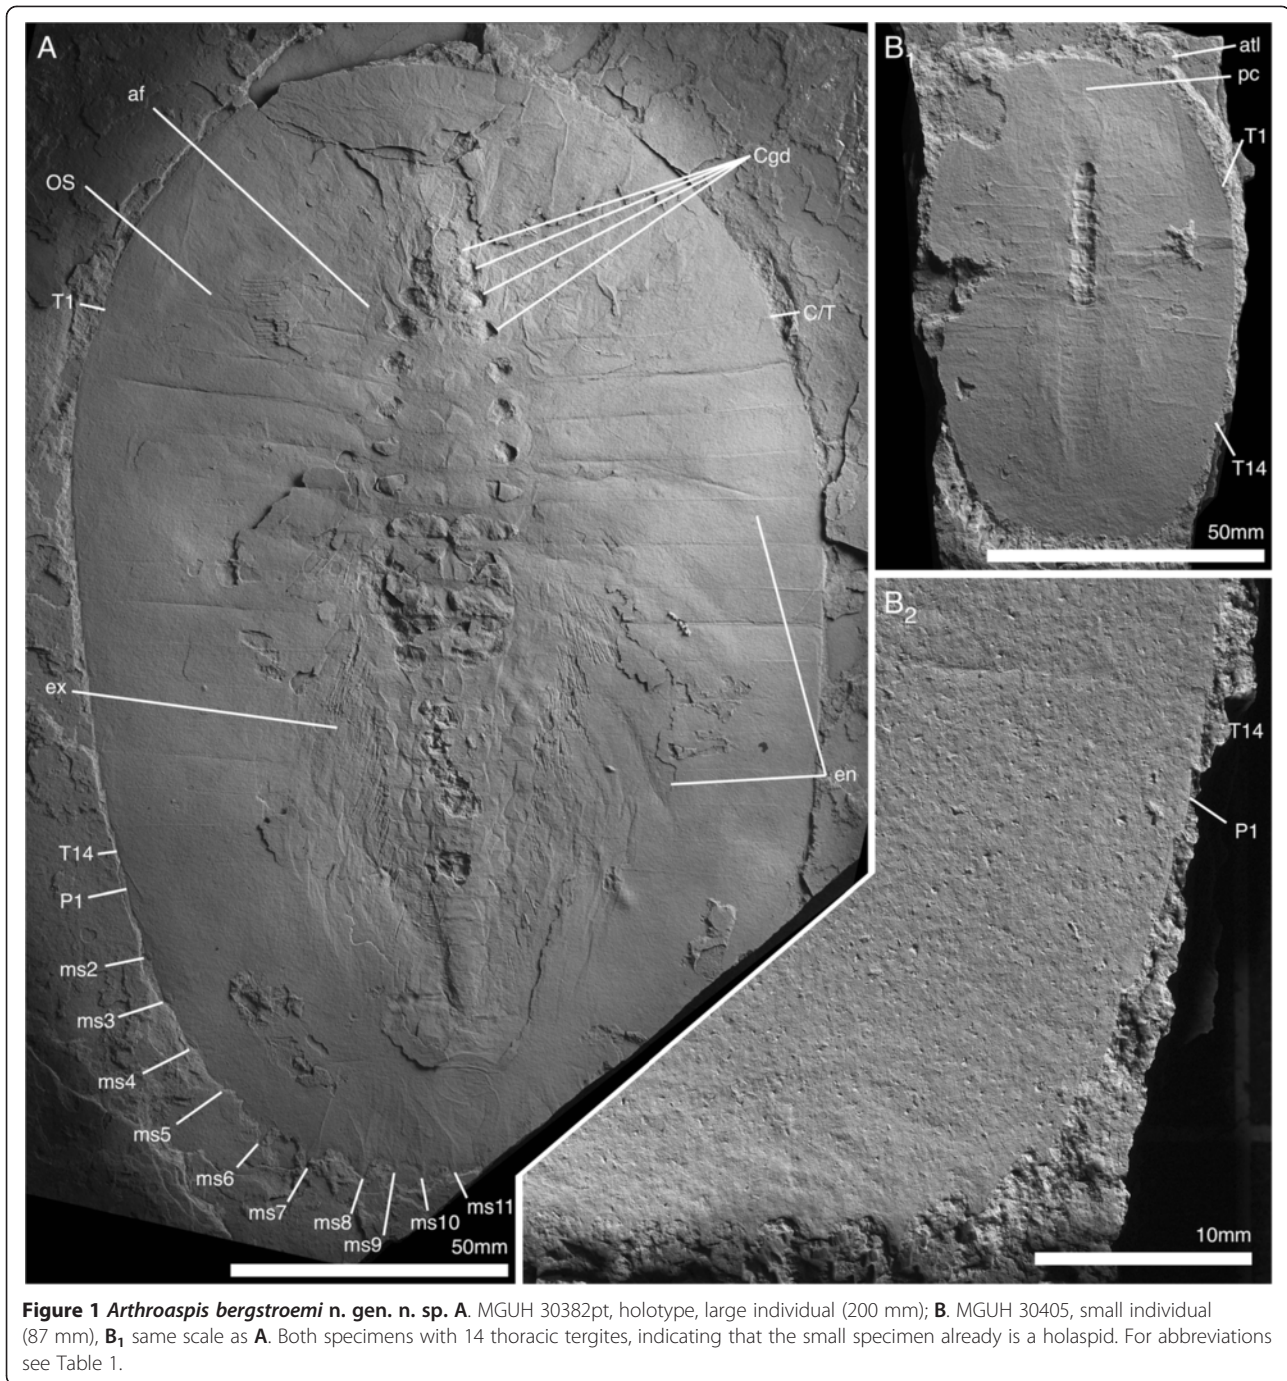 A
af
OS
Cgd
T1
C/T
ex
en
T14
P1
ms2
ms3
ms4
ms5
ms6
ms7
ms8
ms9
ms10
ms11
50mm
B1
atl
pc
T1
T14
50mm
B2
T14
P1
10mm
Figure 1 Arthroaspis bergstroemi n. gen. n. sp. A. MGUH 30382pt, holotype, large individual (200 mm); B. MGUH 30405, small individual
(87 mm), B1 same scale as A. Both specimens with 14 thoracic tergites, indicating that the small specimen already is a holaspid. For abbreviations
see Table 1.